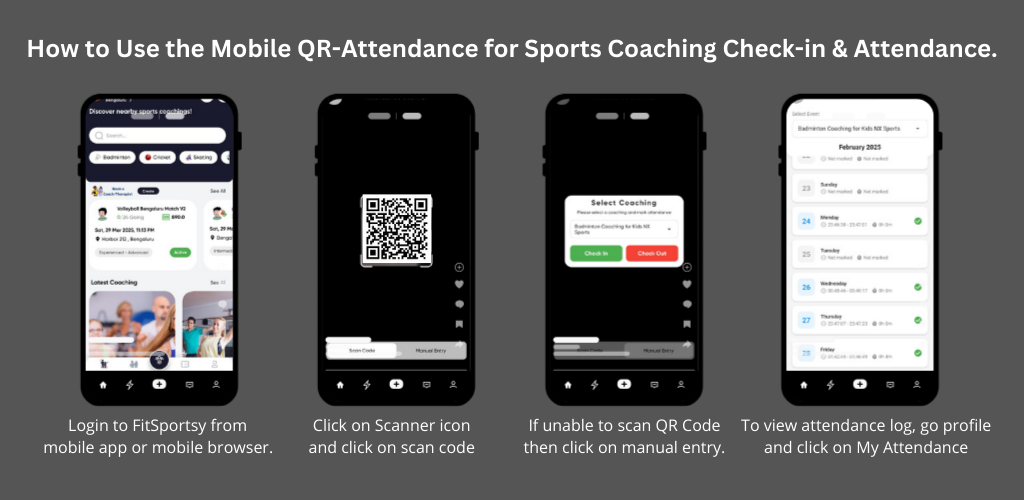 How to Use the Mobile QR-Attendance for Sports Coaching Check-in & Attendance.
Bengaluru
Discover nearby sports coachings!
Search...
Badminton
Cricket
Skating
Book a
Create
See All
Volleyball Bengaluru Match V2
Going
Sat, 29 Mar 2025, 11:13 PM
Harbor 212 , Bengaluru
Experienced - Advanced
Active
Latest Coaching
See All
Scan Code
Manual Entry
Select Coaching
Please select a coaching and mark attendance
Badminton Coaching for Kids NX
Sports
Check In
Check Out
Scan Code
Manual Entry
Select Event
Badminton Coaching for Kids NX Sports
February 2025
Not marked
Not marked
23
Sunday
Not marked
Not marked
24
Monday
25
Tuesday
Not marked
Not marked
26
Wednesday
27
Thursday
28
Friday
Login to FitSportsy from
mobile app or mobile browser.
Click on Scanner icon
and click on scan code
If unable to scan QR Code
then click on manual entry.
To view attendance log, go profile
and click on My Attendance